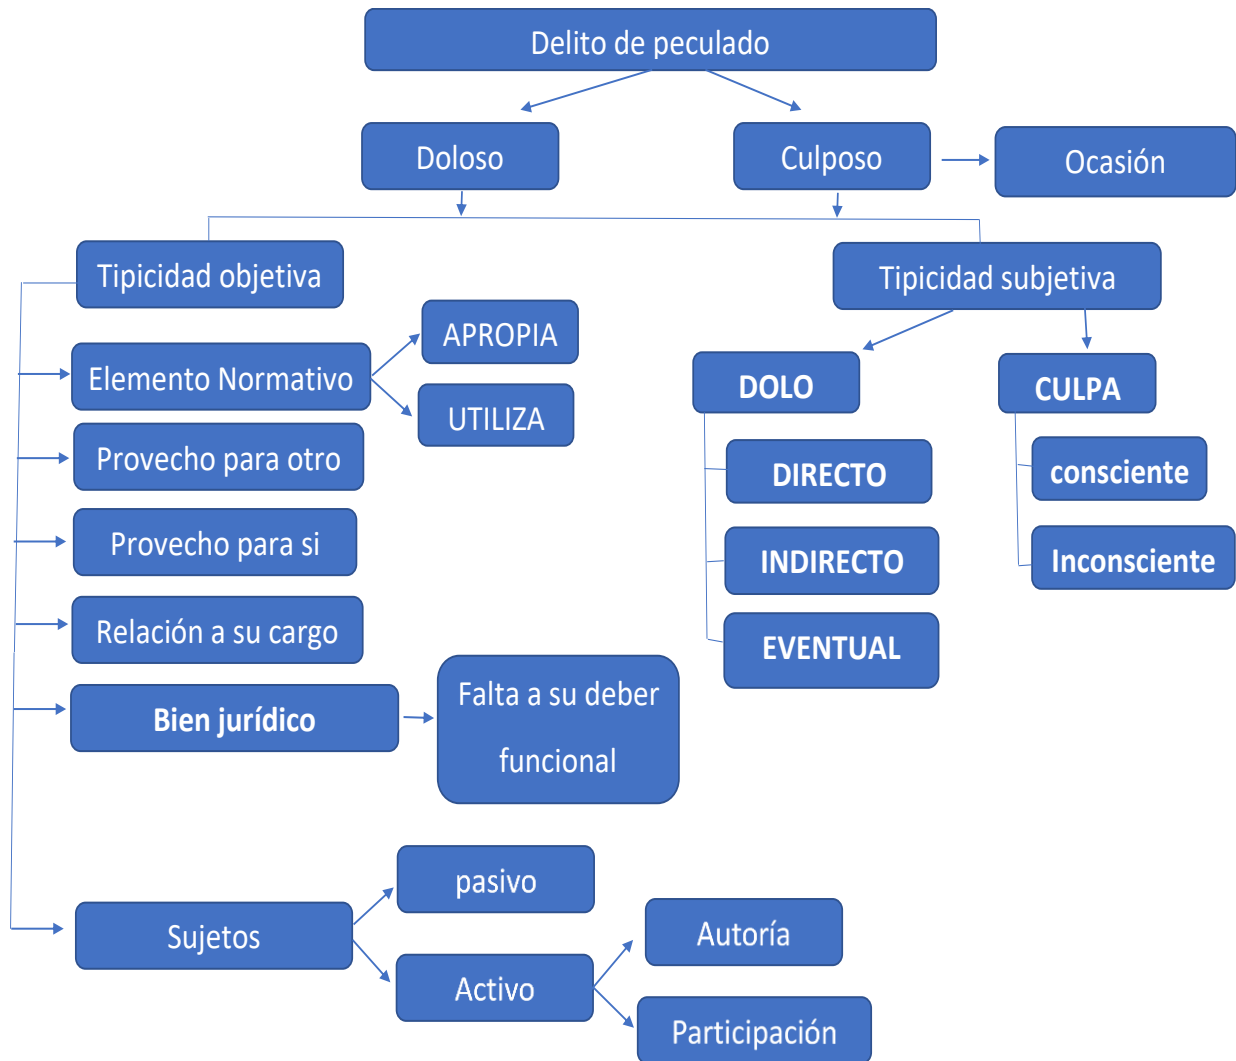 Delito de peculado
Doloso
Culposo
Ocasión
Tipicidad objetiva
Tipicidad subjetiva
Elemento Normativo
APROPIA
UTILIZA
Provecho para otro
Provecho para si
Relación a su cargo
Bien jurídico
Falta a su deber
funcional
Sujetos
pasivo
Activo
Autoría
Participación
DOLO
DIRECTO
INDIRECTO
EVENTUAL
CULPA
consciente
Inconsciente